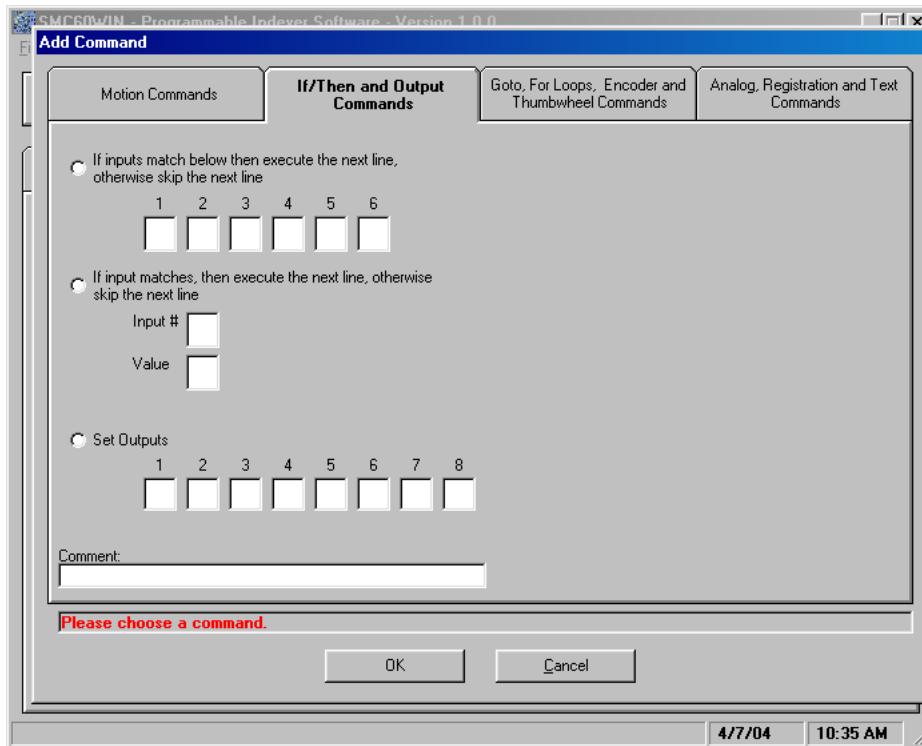 SMC60WIN - Programmable Indexer Software - Version 1.0.0
Add Command
Motion Commands
If/Then and Output
Commands
Goto, For Loops, Encoder and
Thumbwheel Commands
Analog, Registration and Text
Commands
If inputs match below then execute the next line,
otherwise skip the next line
1 2 3 4 5 6
If input matches, then execute the next line, otherwise
skip the next line
Input #
Value
Set Outputs
1 2 3 4 5 6 7 8
Comment:
Please choose a command.
OK Cancel
4/7/04 10:35 AM